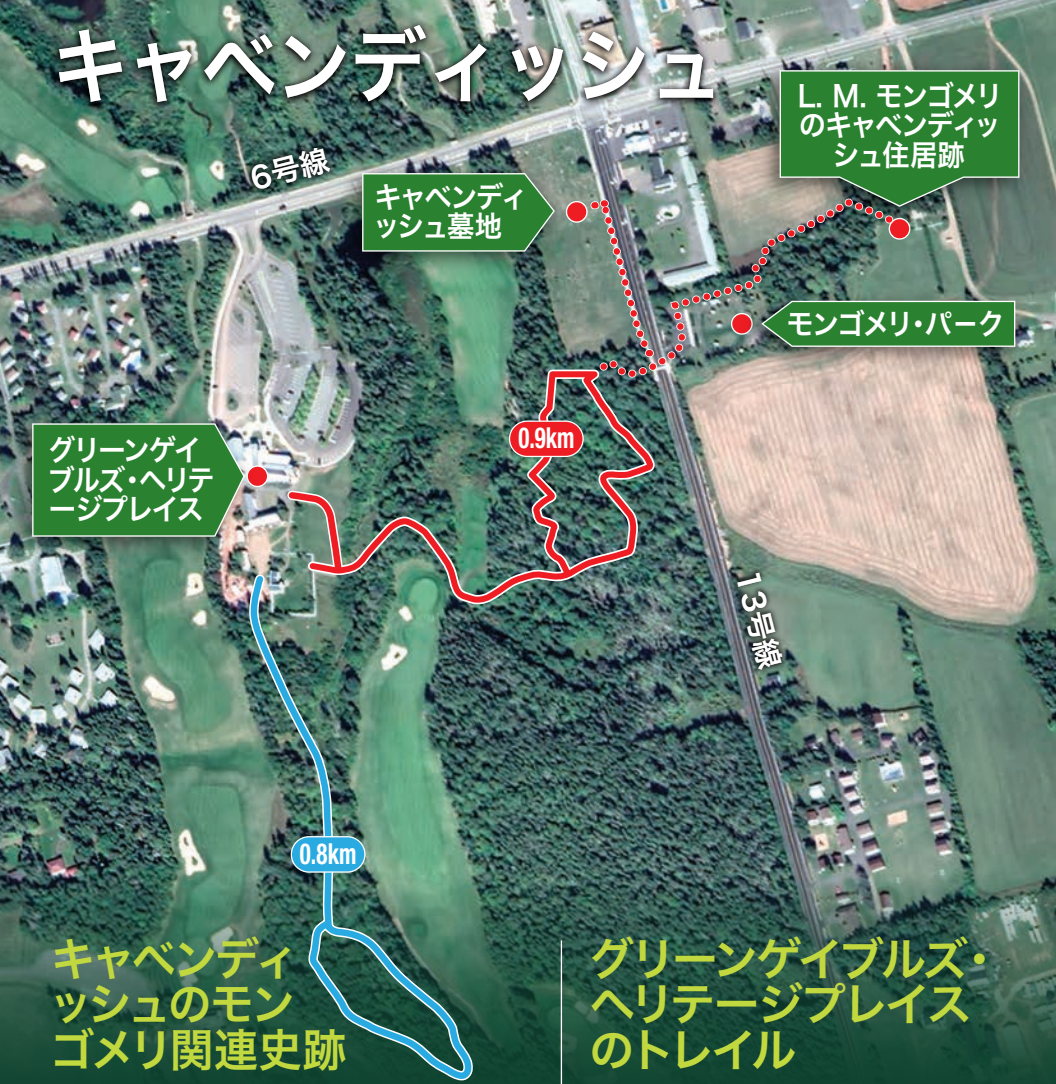 キャベンディッシュ
L. M. モンゴメリ
のキャベンディッ
シュ住居跡
6号線
キャベンディ
ッシュ墓地
モンゴメリ・パーク
0.9km
グリーンゲイ
ブルズ・ヘリテ
ージプレイス
13号線
0.8km
キャベンディ
ッシュのモン
ゴメリ関連史跡
グリーンゲイブルズ・
ヘリテージプレイス
のトレイル